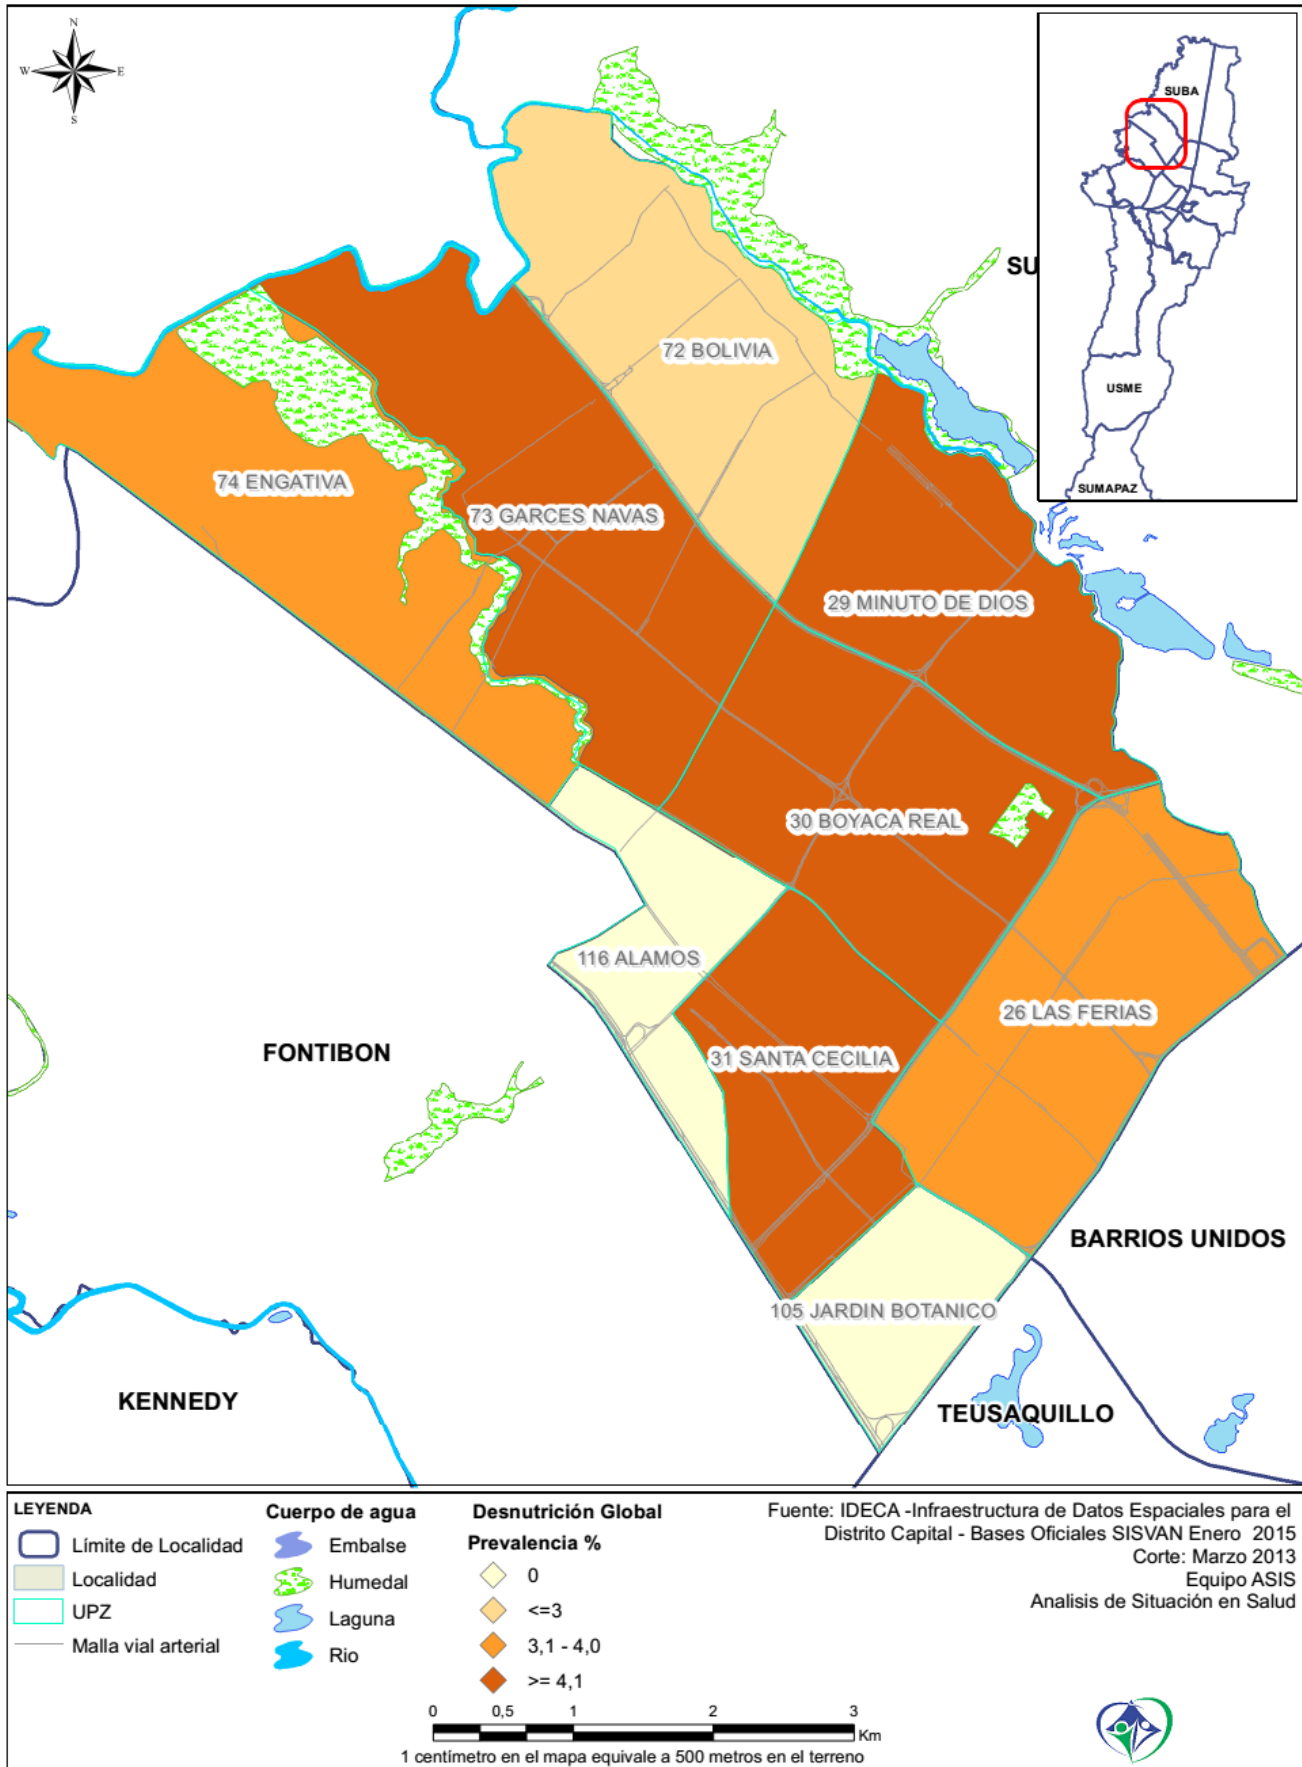 N
W
E
S
SUBA
USME
SUMAPAZ
SU
72 BOLIVIA
74 ENGATIVA
73 GARCES NAVAS
29 MINUTO DE DIOS
30 BOYACA REAL
116 ALAMOS
26 LAS FERIAS
31 SANTA CECILIA
FONTIBON
BARRIOS UNIDOS
105 JARDIN BOTANICO
KENNEDY
TEUSAQUILLO
LEYENDA
Límite de Localidad
Localidad
UPZ
Malla vial arterial
Cuerpo de agua
Embalse
Humedal
Laguna
Rio
Desnutrición Global
Prevalencia %
0
<=3
3,1 - 4,0
>= 4,1
Fuente: IDECA -Infraestructura de Datos Espaciales para el
Distrito Capital - Bases Oficiales SISVAN Enero 2015
Corte: Marzo 2013
Equipo ASIS
Analisis de Situación en Salud
0 0,5 1 2 3
Km
1 centímetro en el mapa equivale a 500 metros en el terreno